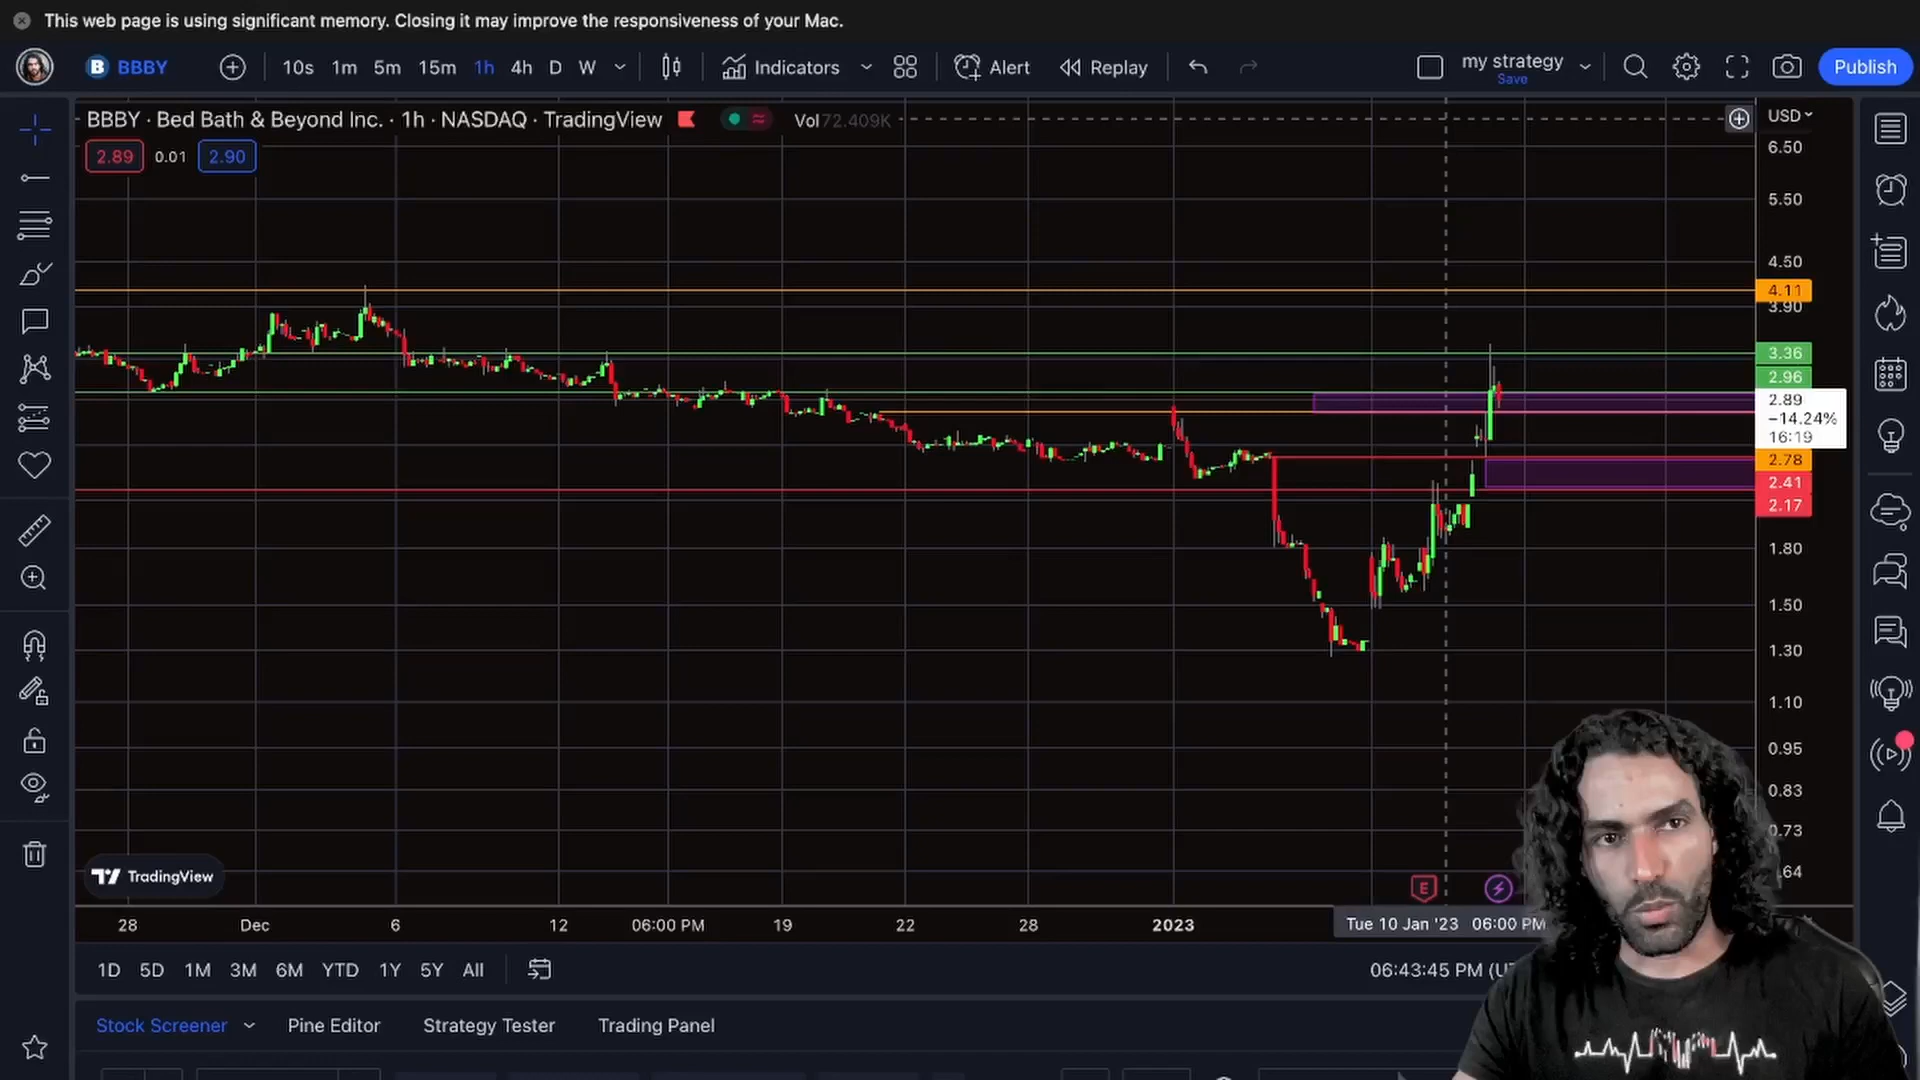 This web page is using significant memory. Closing it may improve the responsiveness of your Mac.
B BBBY 10s 1m 5m 15m 1h 4h D W Indicators Alert Replay my strategy Save Publish
BBBY · Bed Bath & Beyond Inc. · 1h · NASDAQ · TradingView Vol 72.409K USD
2.89 0.01 2.90
6.50
5.50
4.50
4.11
3.90
3.36
2.96
2.89
−14.24%
16:19
2.78
2.41
2.17
1.80
1.50
1.30
1.10
0.95
0.83
0.73
.64
TradingView
E
28 Dec 6 12 06:00 PM 19 22 28 2023 Tue 10 Jan '23 06:00 PM
1D 5D 1M 3M 6M YTD 1Y 5Y All 06:43:45 PM
Stock Screener Pine Editor Strategy Tester Trading Panel